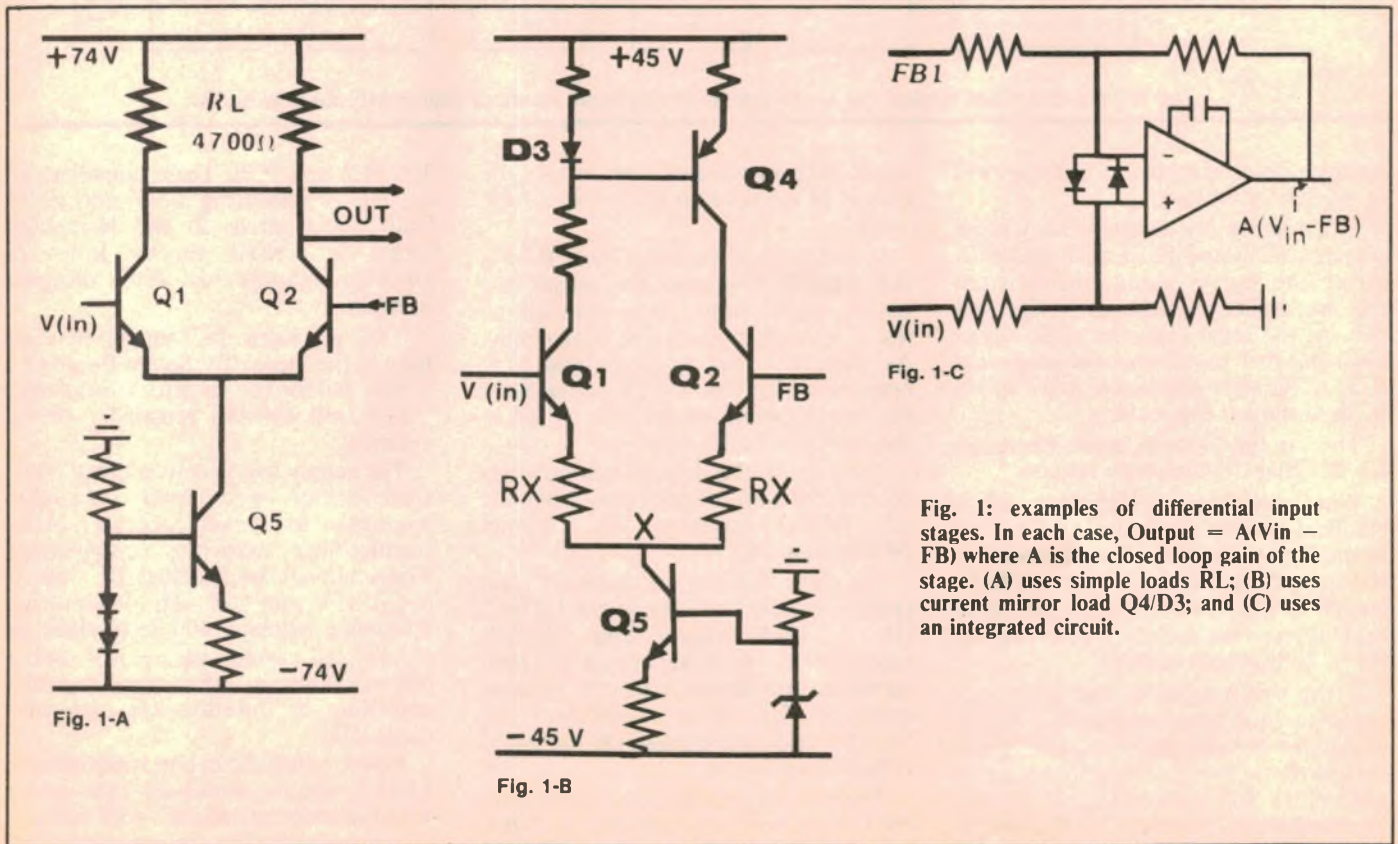 +74V
RL
4700Ω
OUT
Q1
Q2
FB
V(in)
Q5
−74V
Fig. 1-A
+45 V
D3
Q4
V (in)
Q1
Q2
FB
RX
RX
X
Q5
−45 V
Fig. 1-B
FB1
−
+
A(Vin-FB)
V(in)
Fig. 1-C
Fig. 1: examples of differential input
stages. In each case, Output = A(Vin −
FB) where A is the closed loop gain of the
stage. (A) uses simple loads RL; (B) uses
current mirror load Q4/D3; and (C) uses
an integrated circuit.